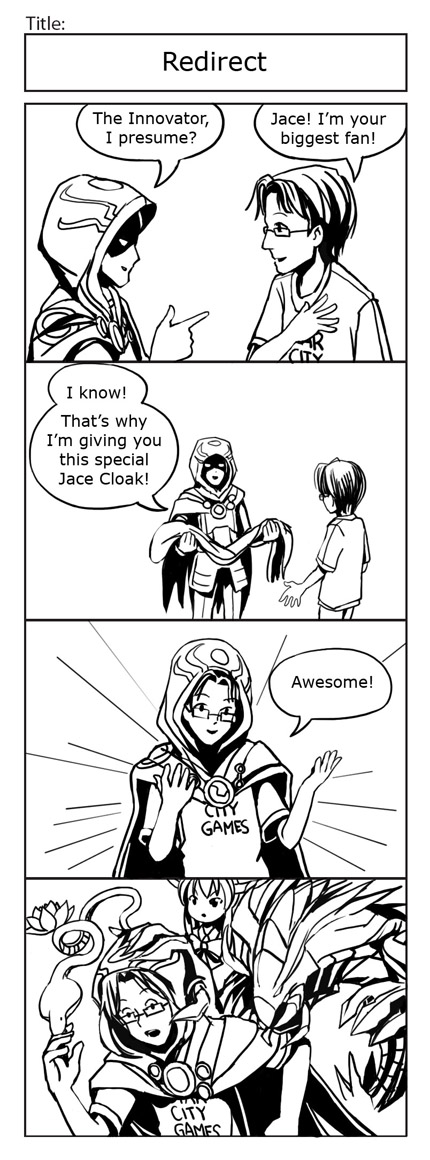 Title:
Redirect
The Innovator,
I presume?
Jace! I'm your
biggest fan!
CITY
I know!
That's why
I'm giving you
this special
Jace Cloak!
Awesome!
CITY
GAMES
CITY
GAMES